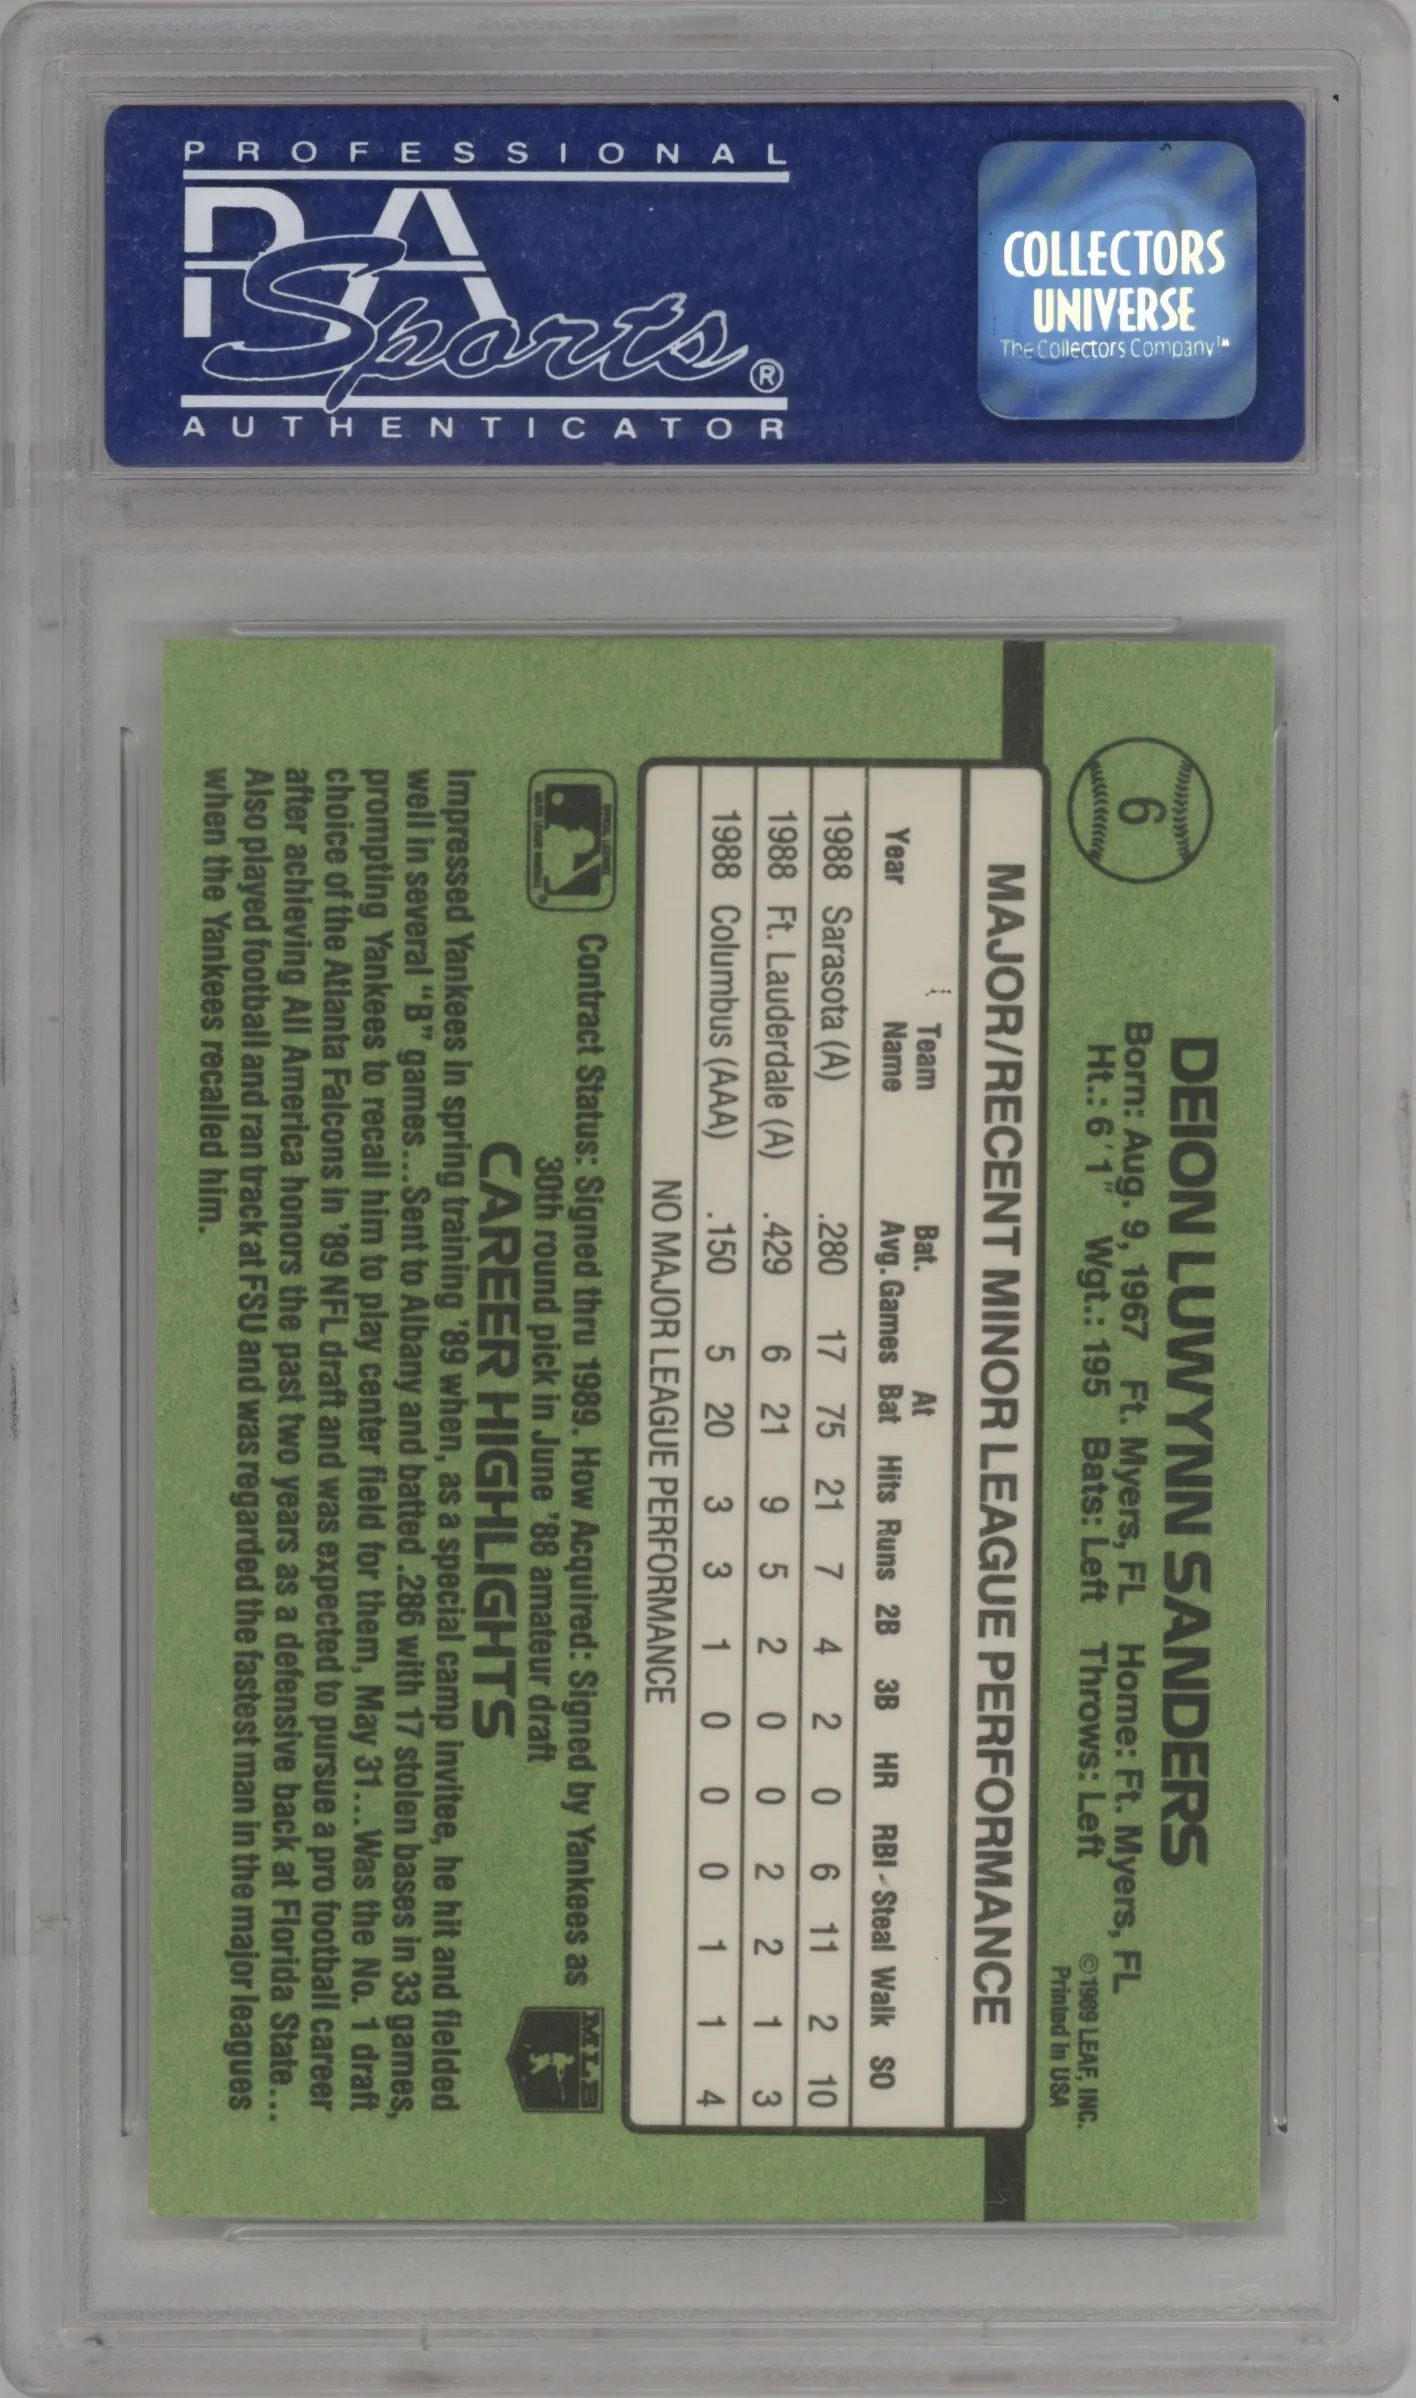 PROFESSIONAL
PSA
Sports®
AUTHENTICATOR
COLLECTORS
UNIVERSE
The Collectors Company™
6
DEION LUWYNN SANDERS
Born: Aug. 9, 1967 Ft. Myers, FL Home: Ft. Myers, FL
Ht.: 6'1" Wgt.: 195 Bats: Left Throws: Left
©1989 LEAF, INC.
Printed in USA
MAJOR/RECENT MINOR LEAGUE PERFORMANCE
Year Team Name Bat. Avg. Games At Bat Hits Runs 2B 3B HR RBI Steal Walk SO
1988 Sarasota (A) .280 17 75 21 7 4 2 0 6 11 2 10
1988 Ft. Lauderdale (A) .429 6 21 9 5 2 0 0 2 2 1 3
1988 Columbus (AAA) .150 5 20 3 3 1 0 0 0 1 1 4
NO MAJOR LEAGUE PERFORMANCE
Contract Status: Signed thru 1989. How Acquired: Signed by Yankees as
30th round pick in June '88 amateur draft
MLB
CAREER HIGHLIGHTS
Impressed Yankees in spring training '89 when, as a special camp invitee, he hit and fielded
well in several "B" games...Sent to Albany and batted .286 with 17 stolen bases in 33 games,
prompting Yankees to recall him to play center field for them, May 31...Was the No. 1 draft
choice of the Atlanta Falcons in '89 NFL draft and was expected to pursue a pro football career
after achieving All America honors the past two years as a defensive back at Florida State...
Also played football and ran track at FSU and was regarded the fastest man in the major leagues
when the Yankees recalled him.